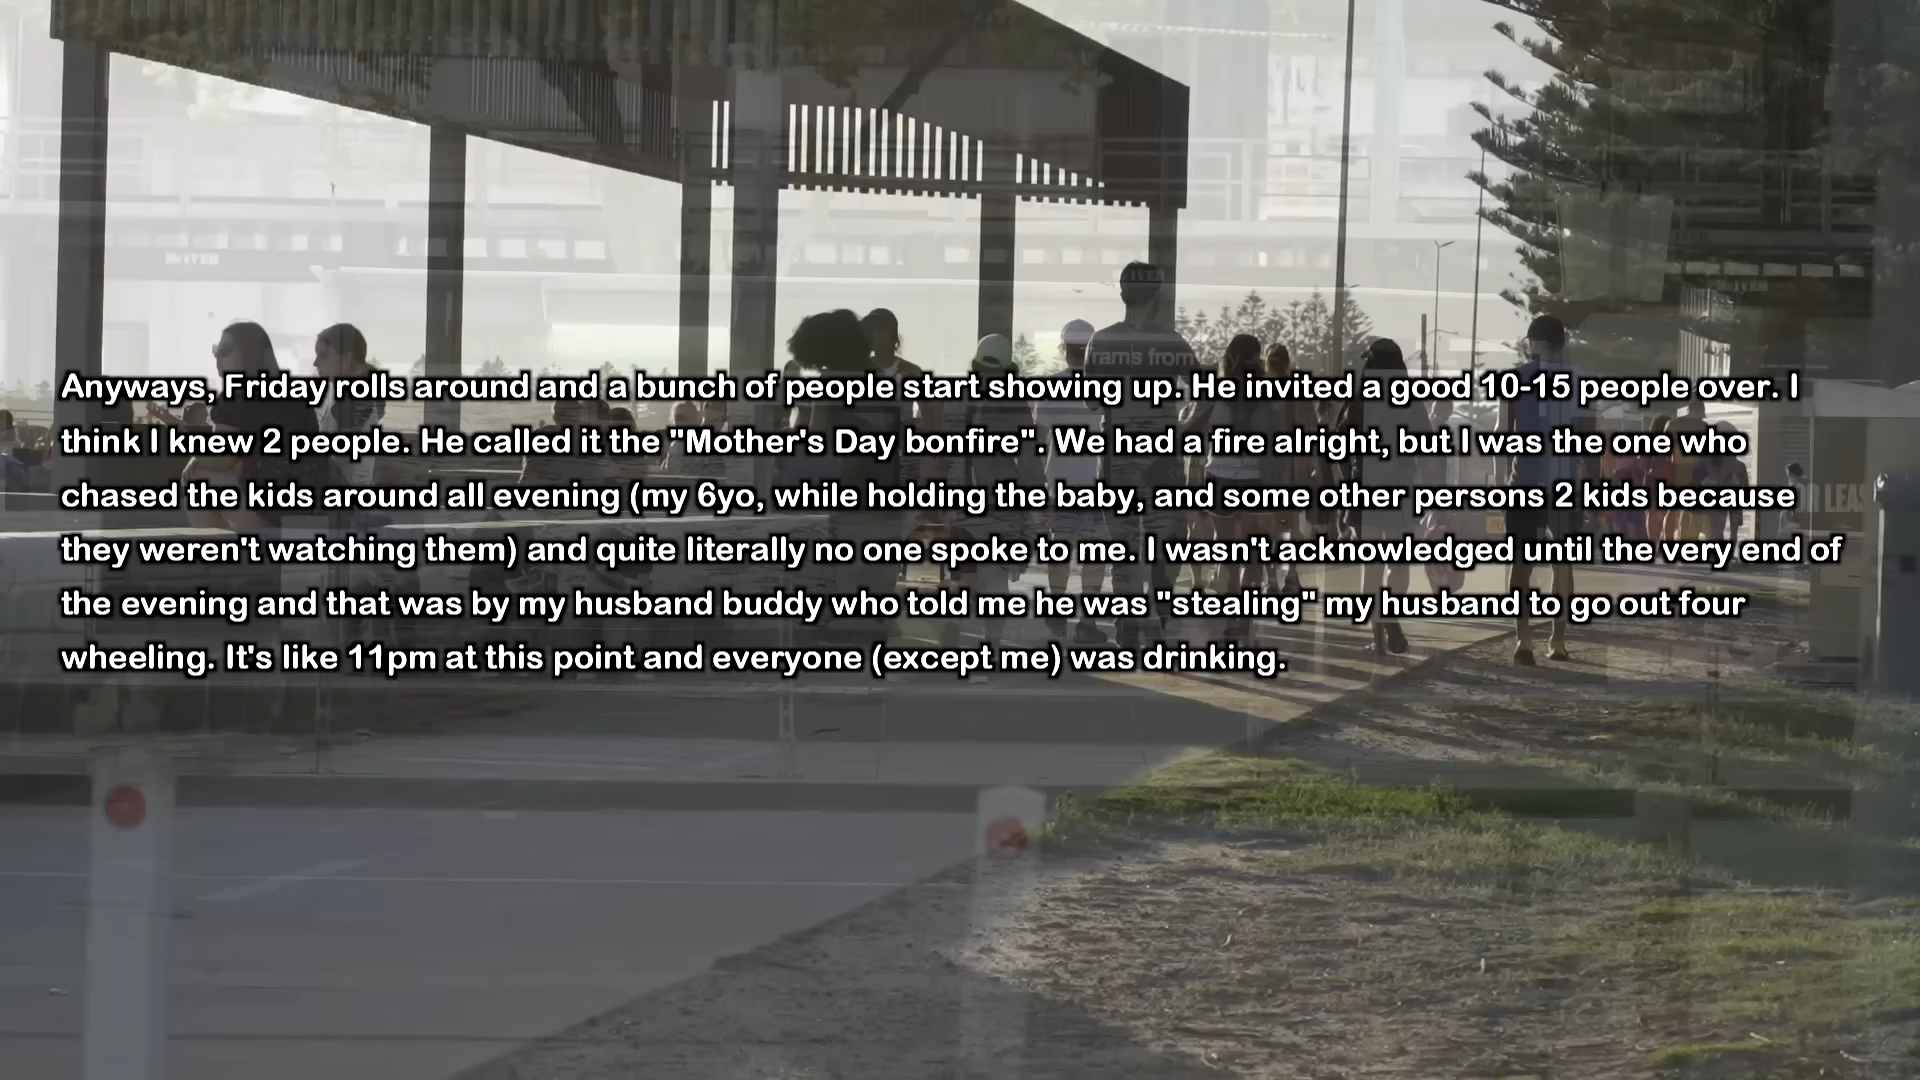 McIVER
rams from
Anyways, Friday rolls around and a bunch of people start showing up. He invited a good 10-15 people over. I
think I knew 2 people. He called it the "Mother's Day bonfire". We had a fire alright, but I was the one who
chased the kids around all evening (my 6yo, while holding the baby, and some other persons 2 kids because
they weren't watching them) and quite literally no one spoke to me. I wasn't acknowledged until the very end of
the evening and that was by my husband buddy who told me he was "stealing" my husband to go out four
wheeling. It's like 11pm at this point and everyone (except me) was drinking.